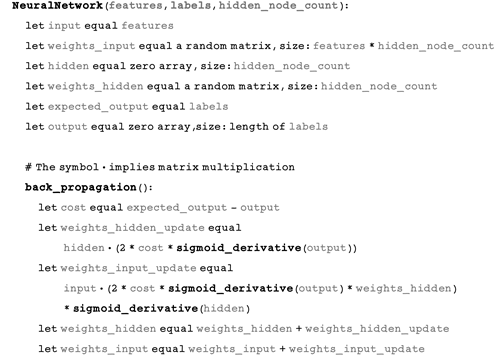 NeuralNetwork(features, labels, hidden_node_count):
let input equal features
let weights_input equal a random matrix, size: features * hidden_node_count
let hidden equal zero array, size: hidden_node_count
let weights_hidden equal a random matrix, size: hidden_node_count
let expected_output equal labels
let output equal zero array, size: length of labels
# The symbol · implies matrix multiplication
back_propagation():
let cost equal expected_output - output
let weights_hidden_update equal
hidden · (2 * cost * sigmoid_derivative(output))
let weights_input_update equal
input · (2 * cost * sigmoid_derivative(output) * weights_hidden)
* sigmoid_derivative(hidden)
let weights_hidden equal weights_hidden + weights_hidden_update
let weights_input equal weights_input + weights_input_update